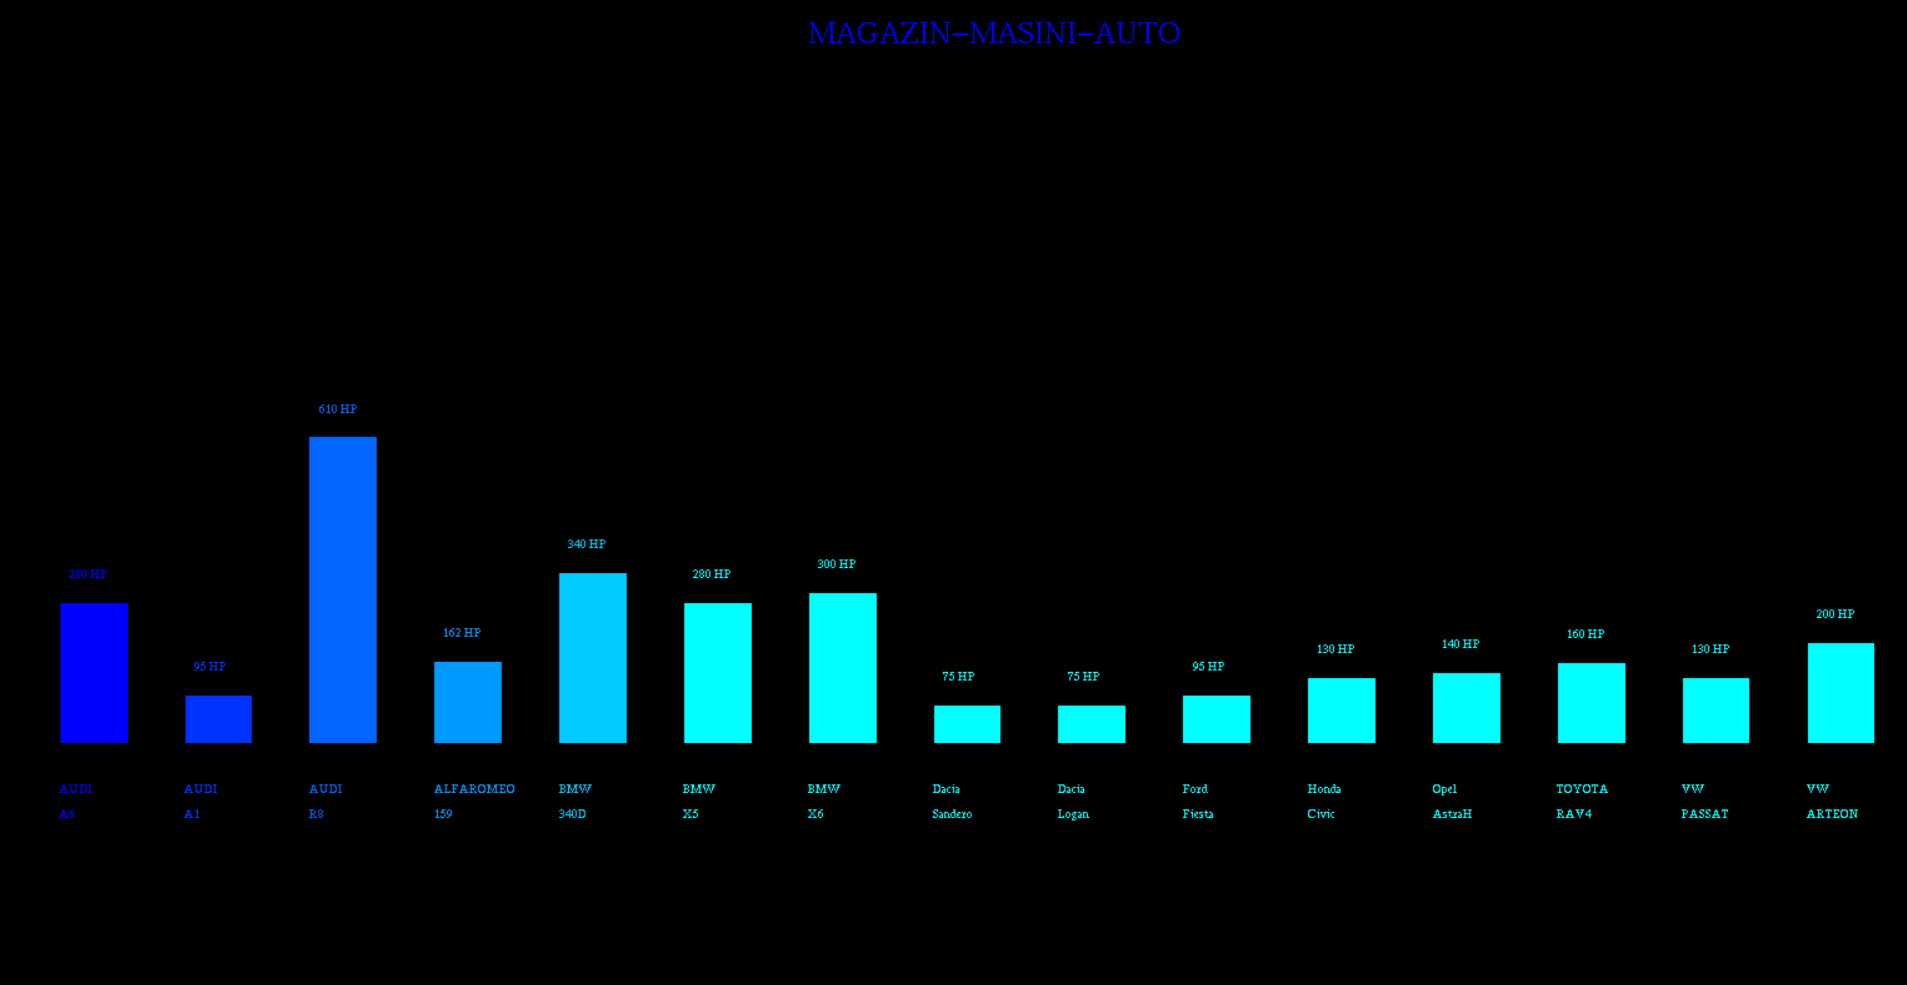 MAGAZIN-MASINI-AUTO
610 HP
340 HP
300 HP
280 HP
280 HP
200 HP
162 HP
160 HP
140 HP
130 HP
130 HP
95 HP
95 HP
75 HP
75 HP
AUDI AUDI AUDI ALFAROMEO BMW BMW BMW Dacia Dacia Ford Honda Opel TOYOTA VW VW
A6 A1 R8 159 340D X5 X6 Sandero Logan Fiesta Civic AstraH RAV4 PASSAT ARTEON